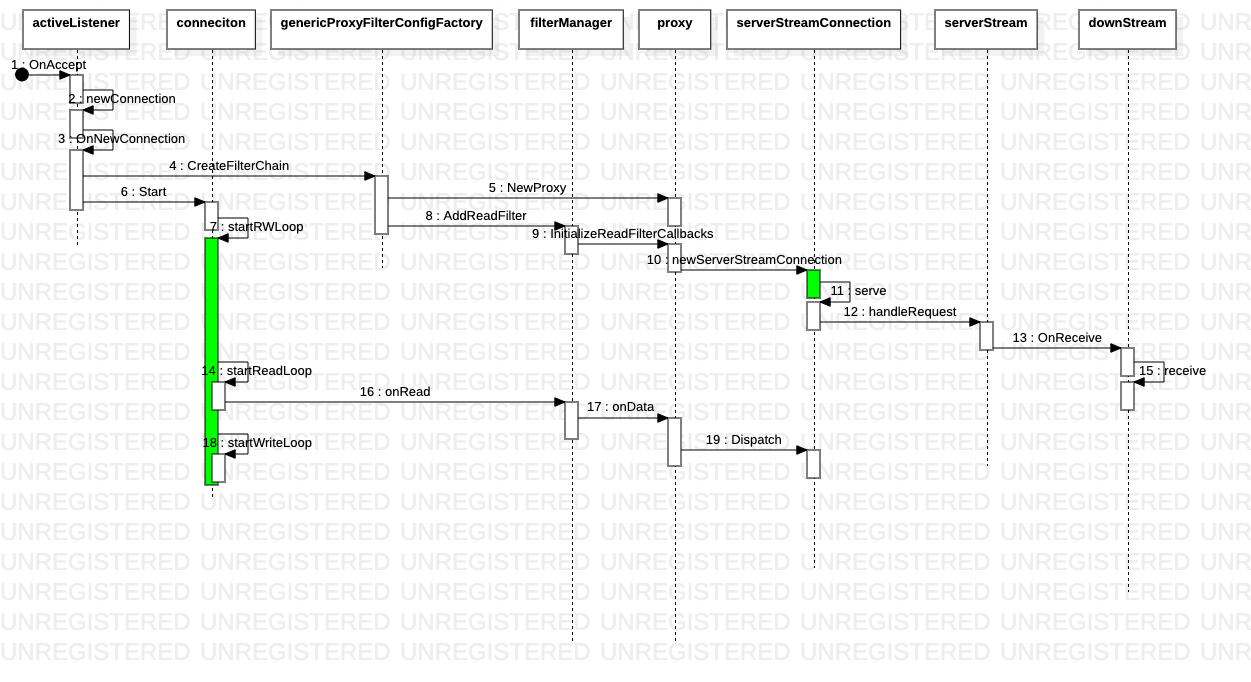 activeListener
conneciton
genericProxyFilterConfigFactory
filterManager
proxy
serverStreamConnection
serverStream
downStream
1 : OnAccept
2 : newConnection
3 : OnNewConnection
4 : CreateFilterChain
5 : NewProxy
6 : Start
7 : startRWLoop
8 : AddReadFilter
9 : InitializeReadFilterCallbacks
10 : newServerStreamConnection
11 : serve
12 : handleRequest
13 : OnReceive
14 : startReadLoop
15 : receive
16 : onRead
17 : onData
18 : startWriteLoop
19 : Dispatch
UNREGISTERED UNREGISTERED UNREGISTERED UNREGISTERED UNREGISTERED UNREGISTERED UNR